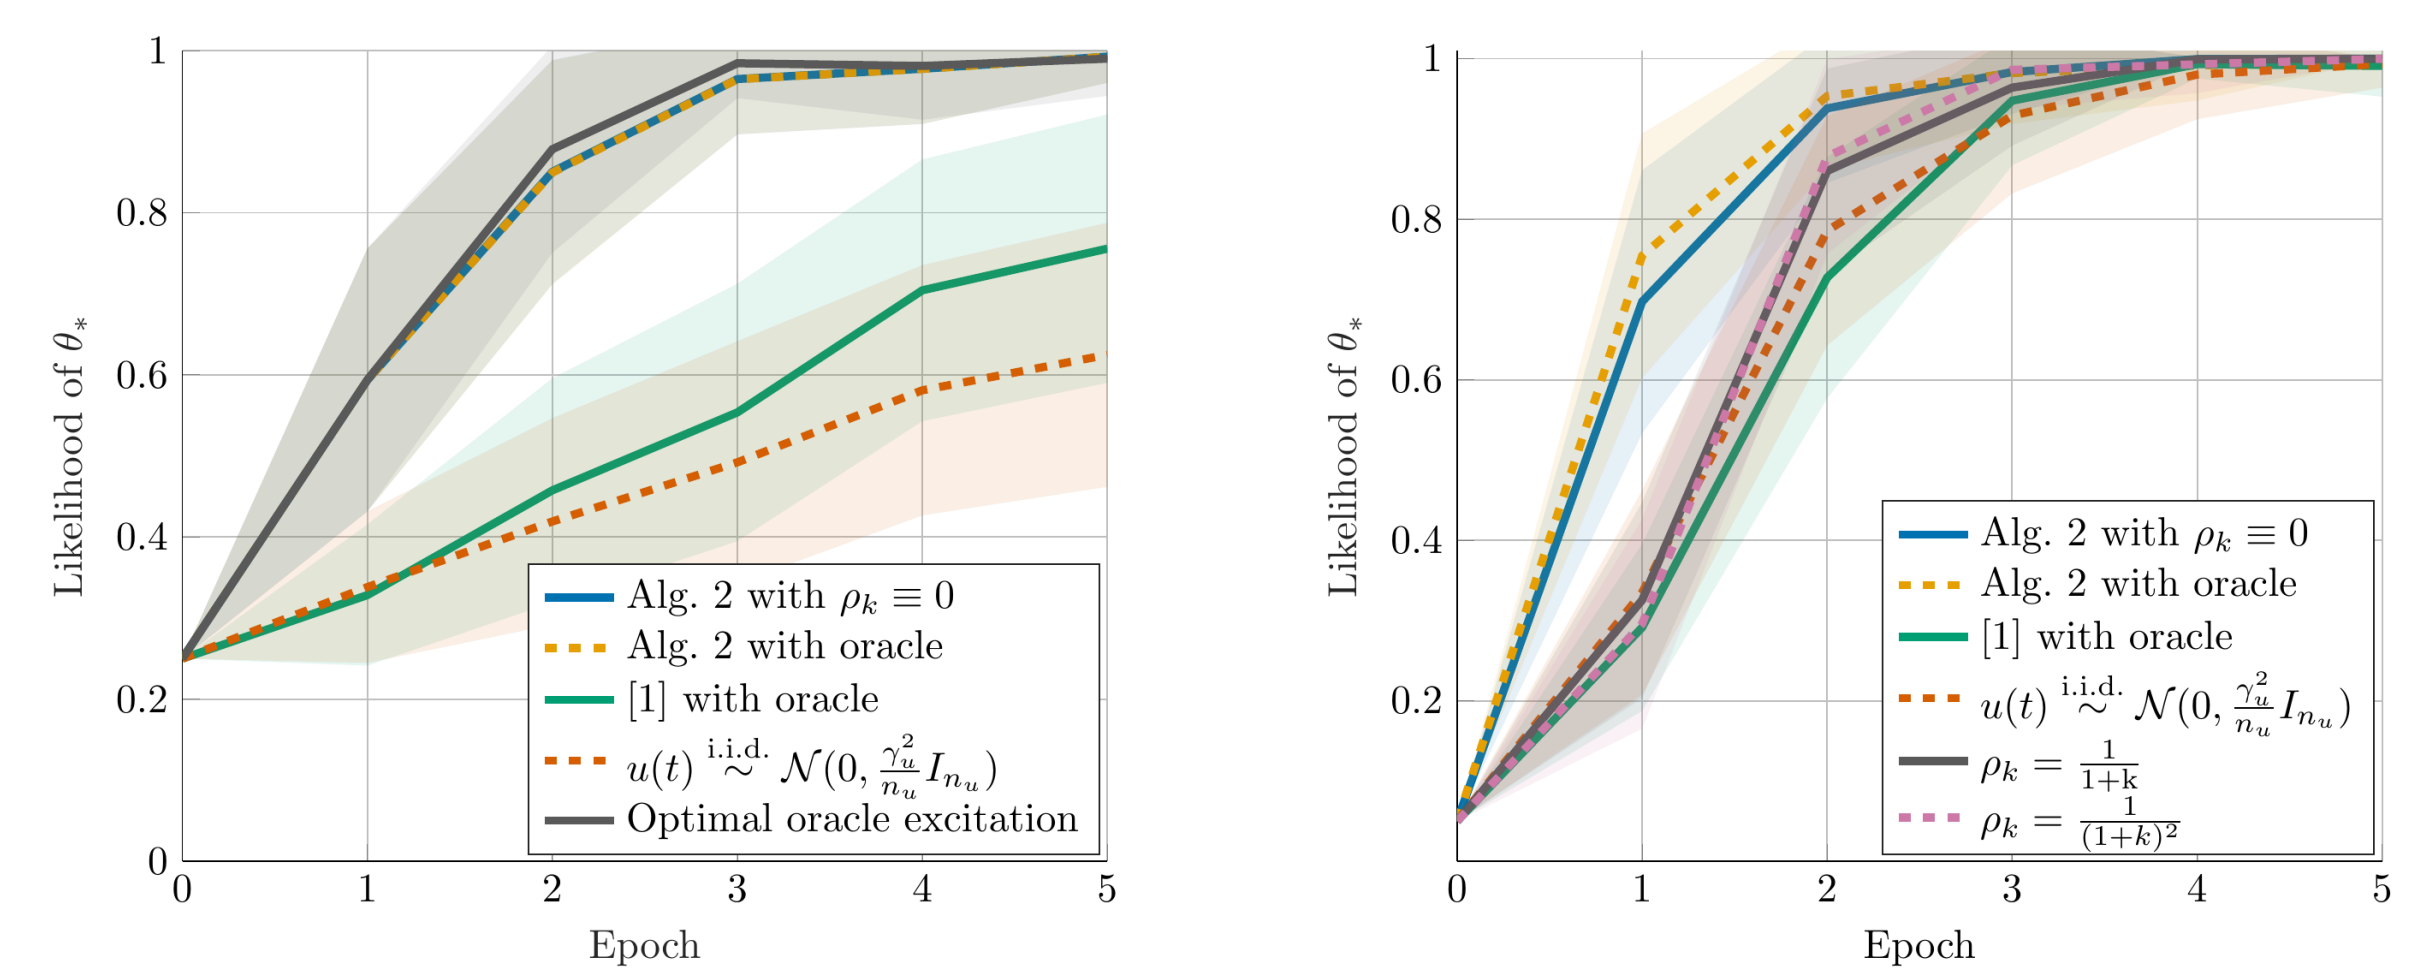 1
0.8
0.6
0.4
0.2
0
0 1 2 3 4 5
Epoch
Likelihood of θ∗
Alg. 2 with ρₖ ≡ 0
Alg. 2 with oracle
[1] with oracle
u(t) i.i.d. ∼ 𝒩(0, γᵤ²/nᵤ Iₙᵤ)
Optimal oracle excitation
1
0.8
0.6
0.4
0.2
0 1 2 3 4 5
Epoch
Likelihood of θ∗
Alg. 2 with ρₖ ≡ 0
Alg. 2 with oracle
[1] with oracle
u(t) i.i.d. ∼ 𝒩(0, γᵤ²/nᵤ Iₙᵤ)
ρₖ = 1/(1+k)
ρₖ = 1/(1+k)²